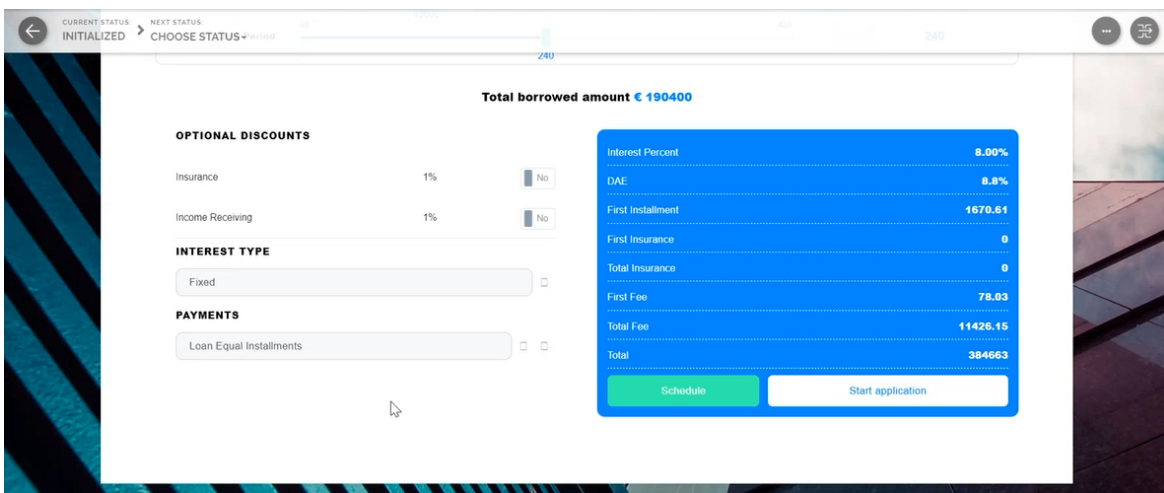 CURRENT STATUS:
INITIALIZED
NEXT STATUS:
CHOOSE STATUS
Period
240
240
Total borrowed amount € 190400
OPTIONAL DISCOUNTS
Insurance 1% No
Income Receiving 1% No
INTEREST TYPE
Fixed
PAYMENTS
Loan Equal Installments
Interest Percent 8.00%
DAE 8.8%
First Installment 1670.61
First Insurance 0
Total Insurance 0
First Fee 78.03
Total Fee 11426.15
Total 384663
Schedule
Start application